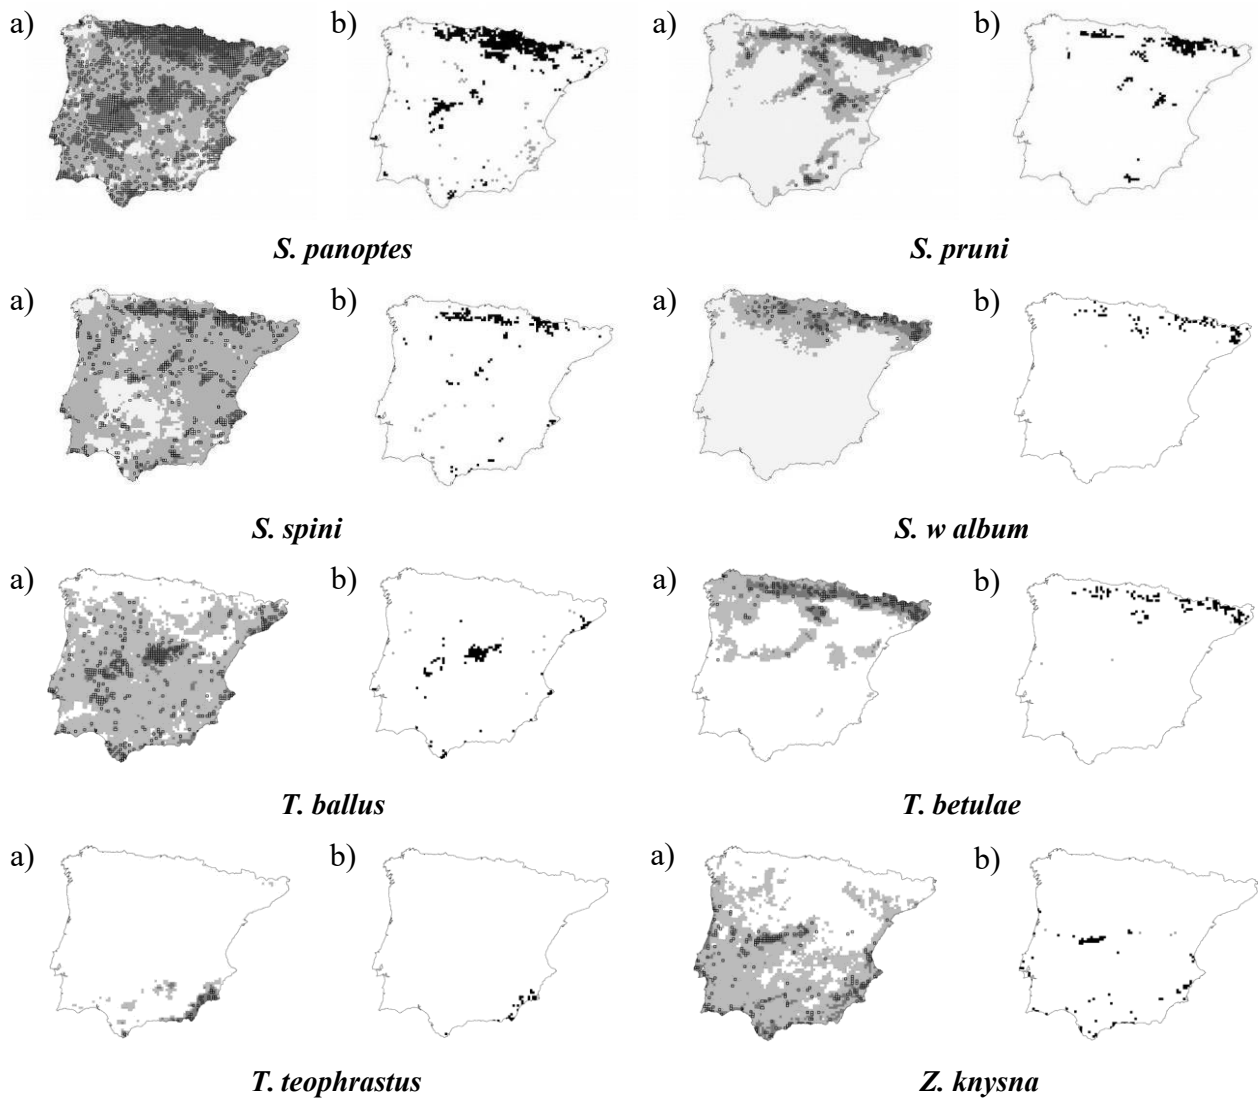 a) b) a) b)
S. panoptes S. pruni
a) b) a) b)
S. spini S. w album
a) b) a) b)
T. ballus T. betulae
a) b) a) b)
T. teophrastus Z. knysna